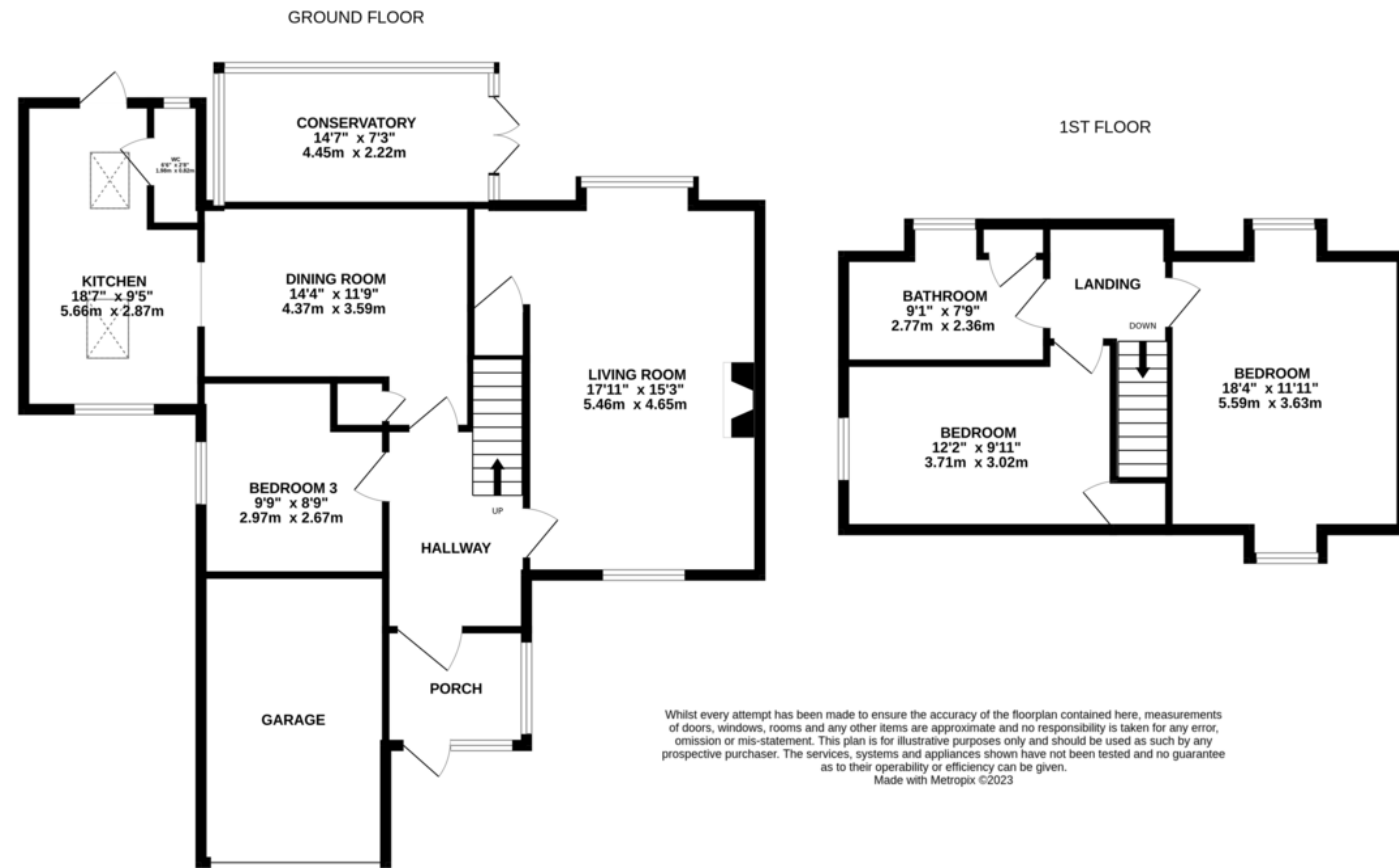 GROUND FLOOR
CONSERVATORY
14'7" x 7'3"
4.45m x 2.22m
WC
KITCHEN
18'7" x 9'5"
5.66m x 2.87m
DINING ROOM
14'4" x 11'9"
4.37m x 3.59m
LIVING ROOM
17'11" x 15'3"
5.46m x 4.65m
BEDROOM 3
9'9" x 8'9"
2.97m x 2.67m
UP
HALLWAY
PORCH
GARAGE
1ST FLOOR
BATHROOM
9'1" x 7'9"
2.77m x 2.36m
LANDING
DOWN
BEDROOM
18'4" x 11'11"
5.59m x 3.63m
BEDROOM
12'2" x 9'11"
3.71m x 3.02m
Whilst every attempt has been made to ensure the accuracy of the floorplan contained here, measurements
of doors, windows, rooms and any other items are approximate and no responsibility is taken for any error,
omission or mis-statement. This plan is for illustrative purposes only and should be used as such by any
prospective purchaser. The services, systems and appliances shown have not been tested and no guarantee
as to their operability or efficiency can be given.
Made with Metropix ©2023